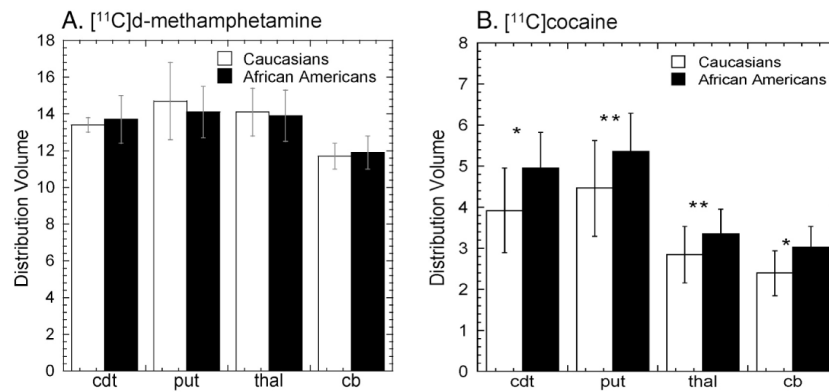 A. [¹¹C]d-methamphetamine
Distribution Volume
18
16
14
12
10
8
6
4
2
0
Caucasians
African Americans
cdt put thal cb
B. [¹¹C]cocaine
Distribution Volume
8
7
6
5
4
3
2
1
0
Caucasians
African Americans
*
**
**
*
cdt put thal cb